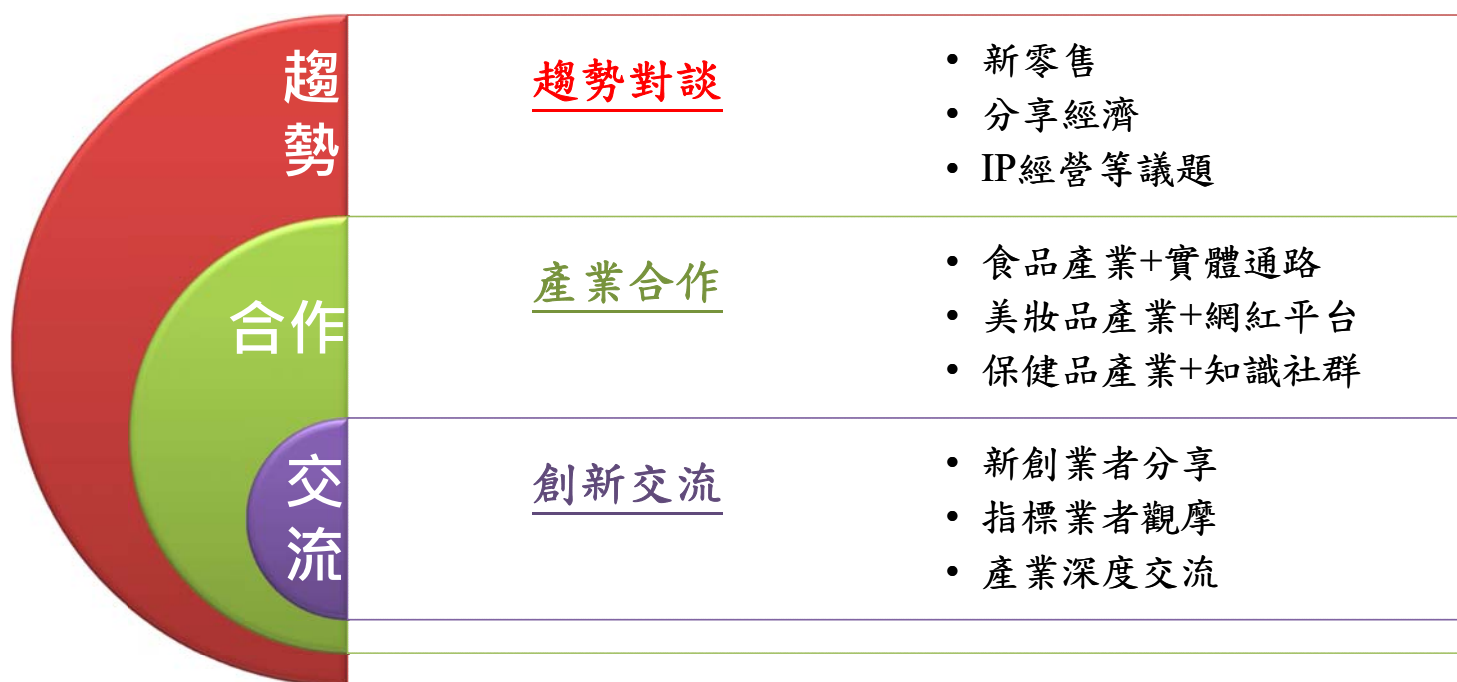 趨勢
趨勢對談
• 新零售
• 分享經濟
• IP經營等議題
合作
產業合作
• 食品產業+實體通路
• 美妝品產業+網紅平台
• 保健品產業+知識社群
交流
創新交流
• 新創業者分享
• 指標業者觀摩
• 產業深度交流